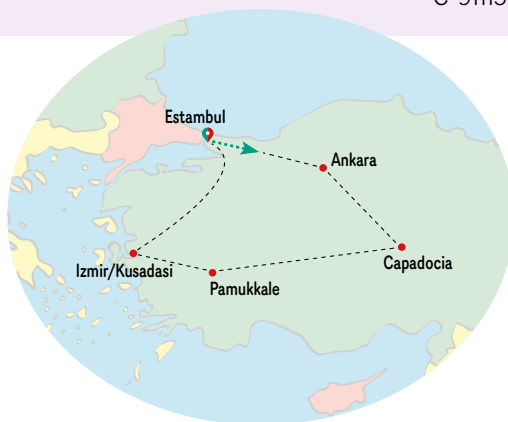 Estambul
Ankara
Capadocia
Izmir/Kusadasi
Pamukkale